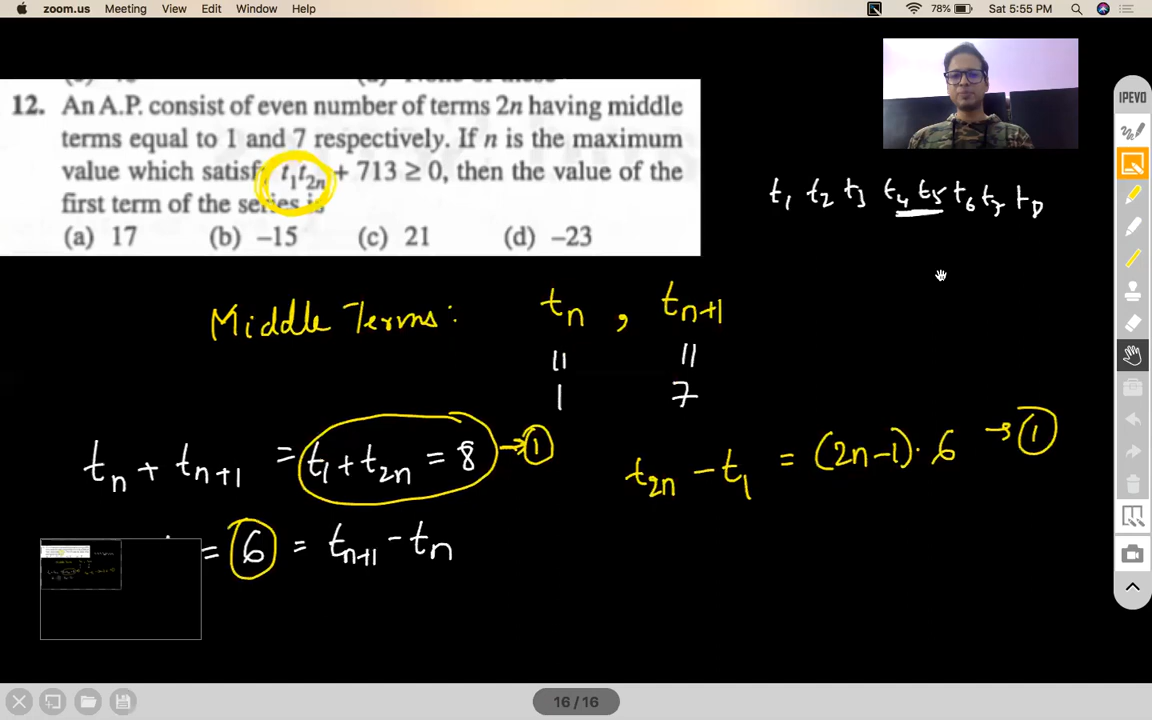 zoom.us Meeting View Edit Window Help
78% Sat 5:55 PM
IPEVO
12. An A.P. consist of even number of terms 2n having middle
terms equal to 1 and 7 respectively. If n is the maximum
value which satisf t₁t₂ₙ + 713 ≥ 0, then the value of the
first term of the series is
(a) 17 (b) –15 (c) 21 (d) –23
t₁ t₂ t₃ t₄ t₅ t₆ t₇ t₈
Middle Terms: tₙ , tₙ₊₁
|| ||
1 7
tₙ + tₙ₊₁ = t₁ + t₂ₙ = 8 → ①
t₂ₙ – t₁ = (2n–1)·6 → ①
= 6 = tₙ₊₁ – tₙ
16 / 16